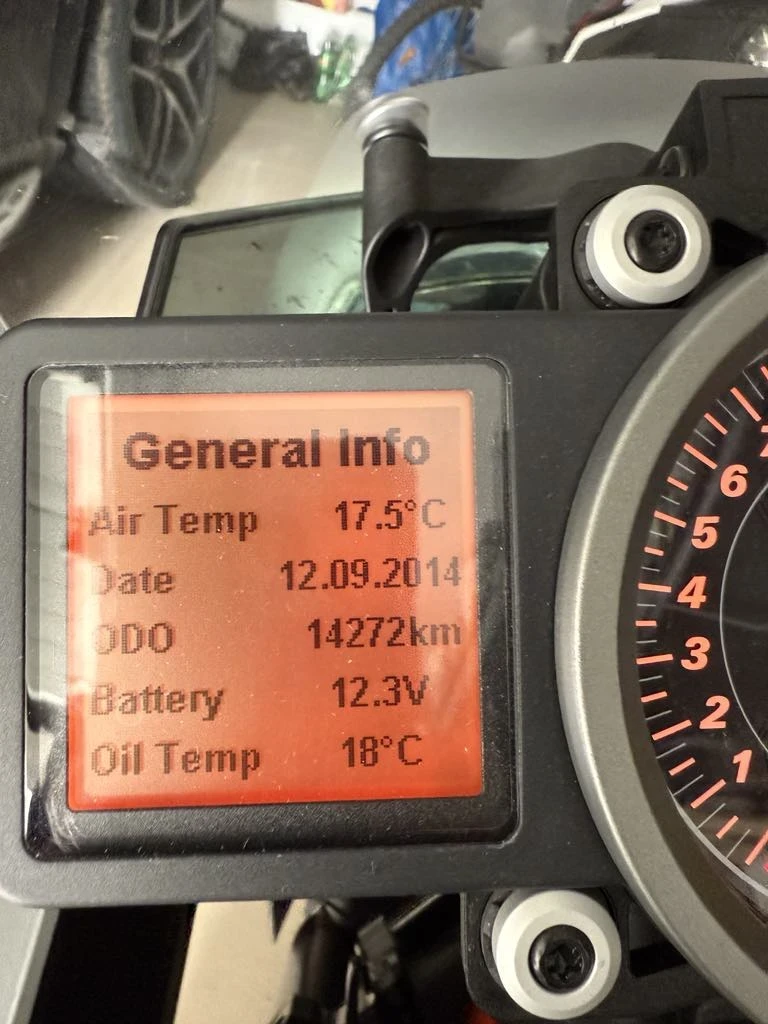 General Info
Air Temp 17.5°C
Date 12.09.2014
ODO 14272km
Battery 12.3V
Oil Temp 18°C
6
5
4
3
2
1